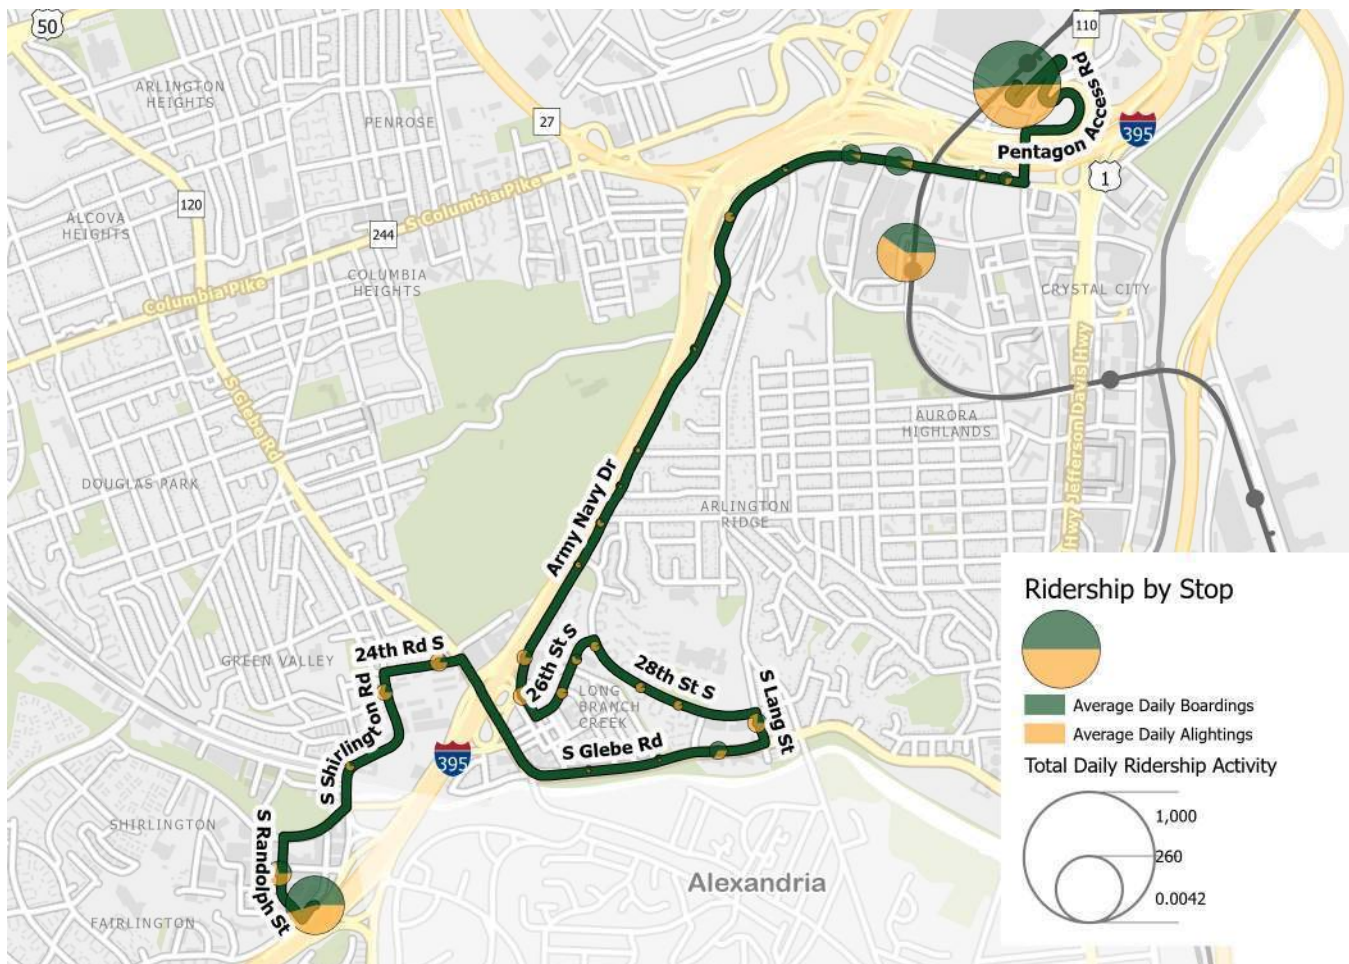 50
110
ARLINGTON
HEIGHTS
PENROSE
27
Pentagon Access Rd
395
1
120
ALCOVA
HEIGHTS
244
S Columbia Pike
Columbia Pike
COLUMBIA
HEIGHTS
CRYSTAL CITY
S Glebe Rd
Hwy Jefferson Davis Hwy
AURORA
HIGHLANDS
DOUGLAS PARK
Army Navy Dr
ARLINGTON
RIDGE
24th Rd S
GREEN VALLEY
26th St S
28th St S
LONG
BRANCH
CREEK
S Lang St
S Shirlington Rd
S Glebe Rd
395
SHIRLINGTON
S Randolph St
FAIRLINGTON
Alexandria
Ridership by Stop
Average Daily Boardings
Average Daily Alightings
Total Daily Ridership Activity
1,000
260
0.0042